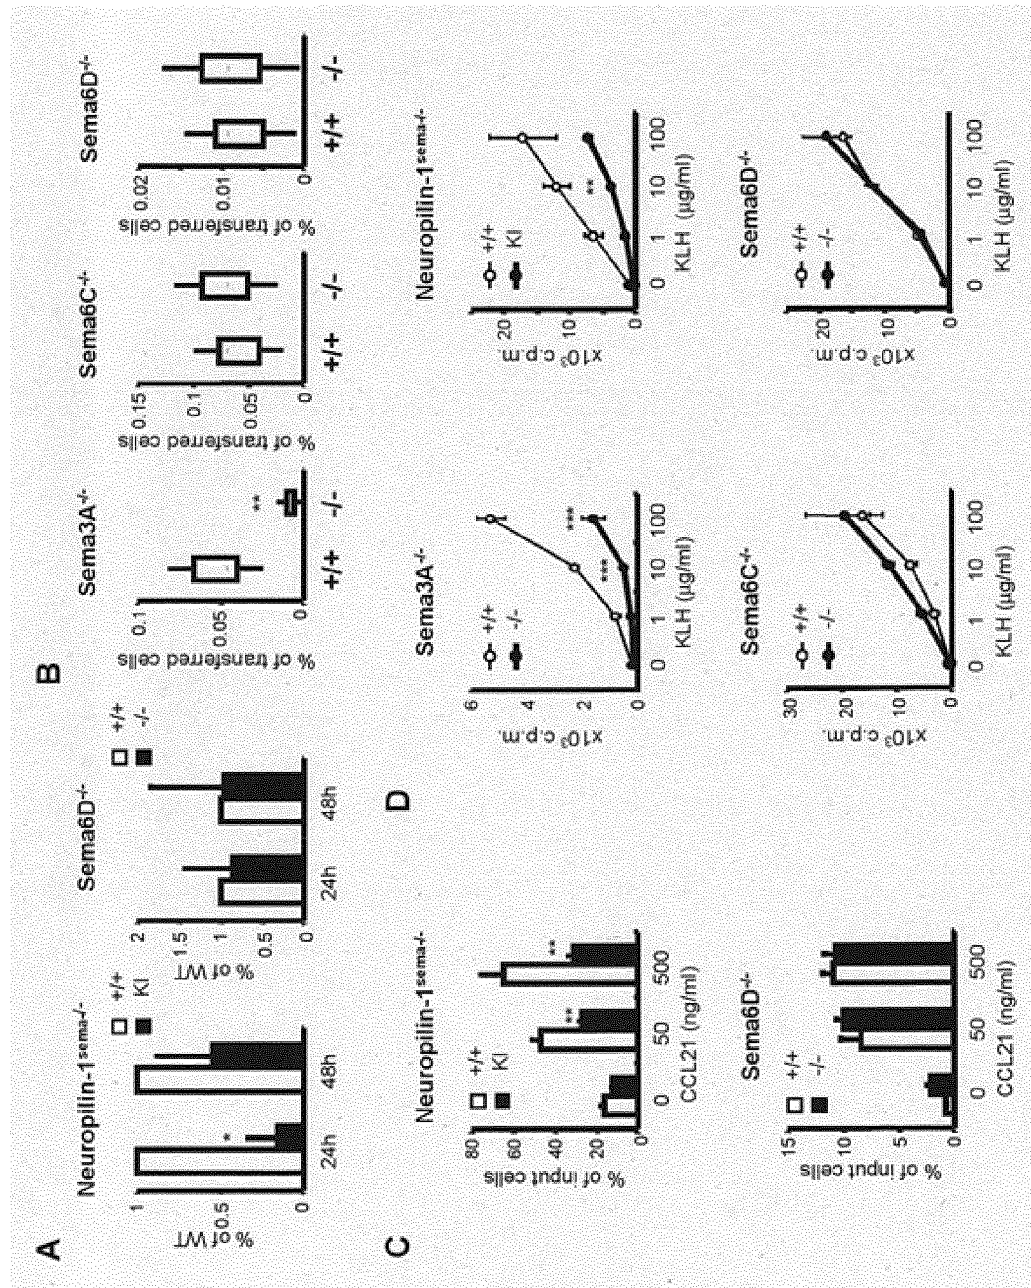 A
Neuropilin-1sema-/-
+/+
KI
% of WT
1
0.5
0
*
24h
48h
Sema6D-/-
+/+
-/-
% of WT
2
1.5
1
0.5
0
24h
48h
B
Sema3A-/-
% of transferred cells
0.1
0.05
0
**
+/+
-/-
Sema6C-/-
% of transferred cells
0.15
0.1
0.05
0
+/+
-/-
Sema6D-/-
% of transferred cells
0.02
0.01
0
+/+
-/-
C
Neuropilin-1sema-/-
+/+
KI
% of input cells
80
60
40
20
0
**
**
0
50
500
CCL21 (ng/ml)
Sema6D-/-
+/+
-/-
% of input cells
15
10
5
0
0
50
500
CCL21 (ng/ml)
D
Sema3A-/-
+/+
-/-
x10³ c.p.m.
6
4
2
0
***
***
0
1
10
100
KLH (µg/ml)
Neuropilin-1sema-/-
+/+
KI
x10³ c.p.m.
20
10
0
**
0
1
10
100
KLH (µg/ml)
Sema6C-/-
+/+
-/-
x10³ c.p.m.
30
20
10
0
0
1
10
100
KLH (µg/ml)
Sema6D-/-
+/+
-/-
x10³ c.p.m.
20
10
0
0
1
10
100
KLH (µg/ml)